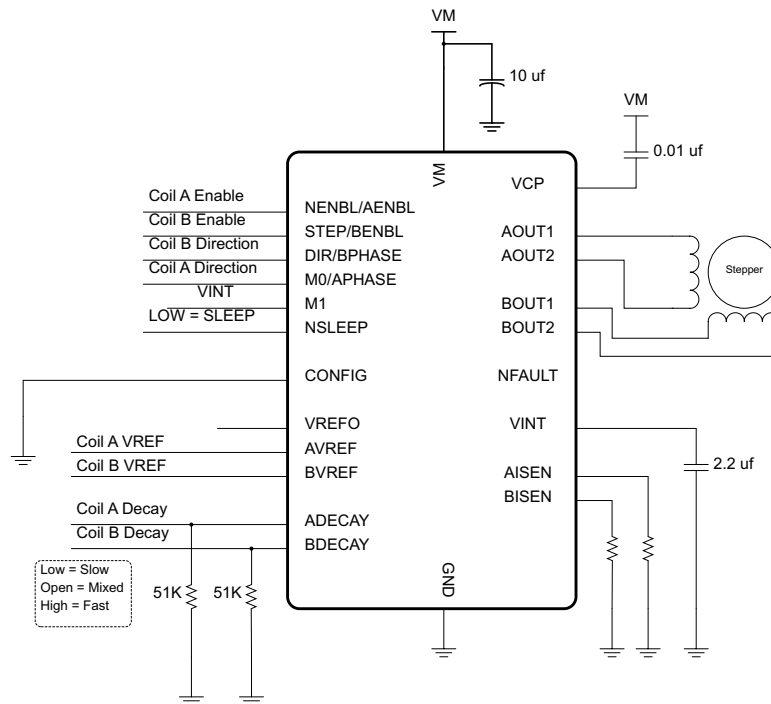 VM
10 uf
VM
0.01 uf
VM
VCP
Coil A Enable
NENBL/AENBL
Coil B Enable
STEP/BENBL
AOUT1
Coil B Direction
DIR/BPHASE
AOUT2
Stepper
Coil A Direction
M0/APHASE
VINT
M1
BOUT1
LOW = SLEEP
NSLEEP
BOUT2
CONFIG
NFAULT
VREFO
VINT
Coil A VREF
AVREF
Coil B VREF
BVREF
AISEN
2.2 uf
BISEN
Coil A Decay
ADECAY
Coil B Decay
BDECAY
Low = Slow
Open = Mixed
High = Fast
51K
51K
GND